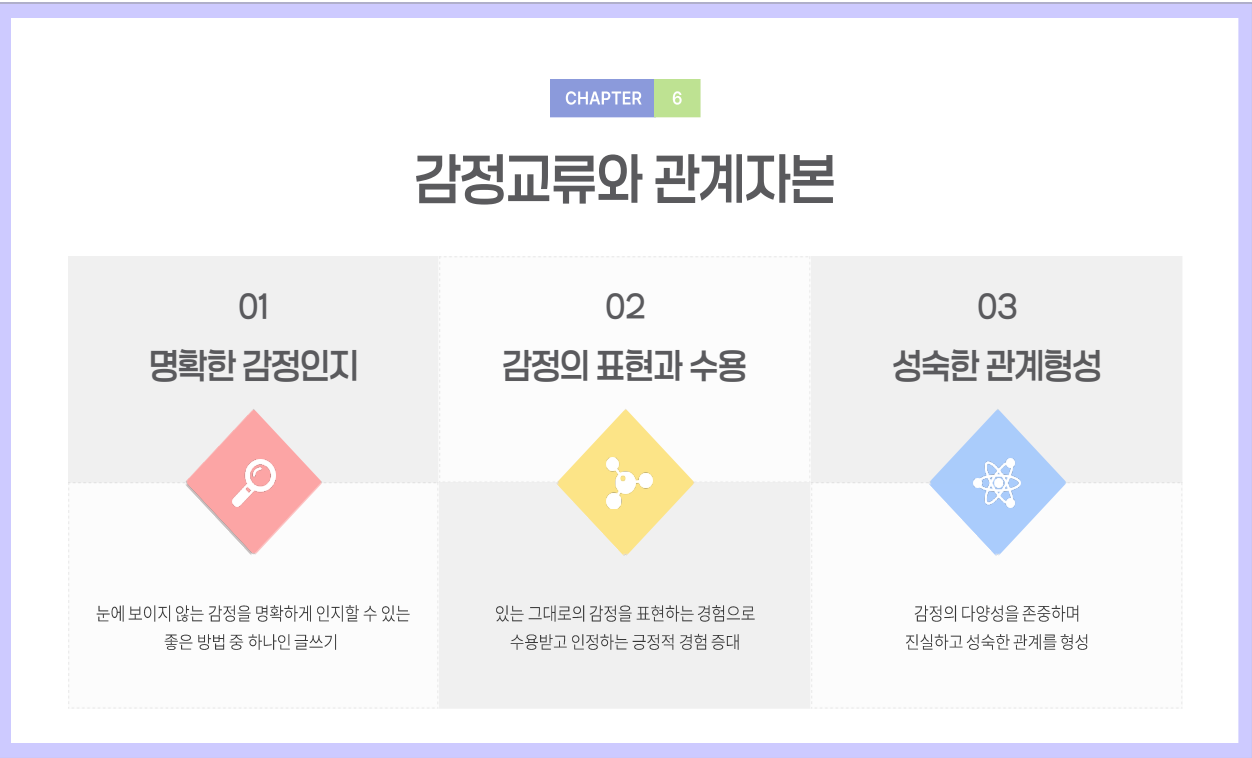 CHAPTER 6
감정교류와 관계자본
01
명확한 감정인지
눈에 보이지 않는 감정을 명확하게 인지할 수 있는
좋은 방법 중 하나인 글쓰기
02
감정의 표현과 수용
있는 그대로의 감정을 표현하는 경험으로
수용받고 인정하는 긍정적 경험 증대
03
성숙한 관계형성
감정의 다양성을 존중하며
진실하고 성숙한 관계를 형성